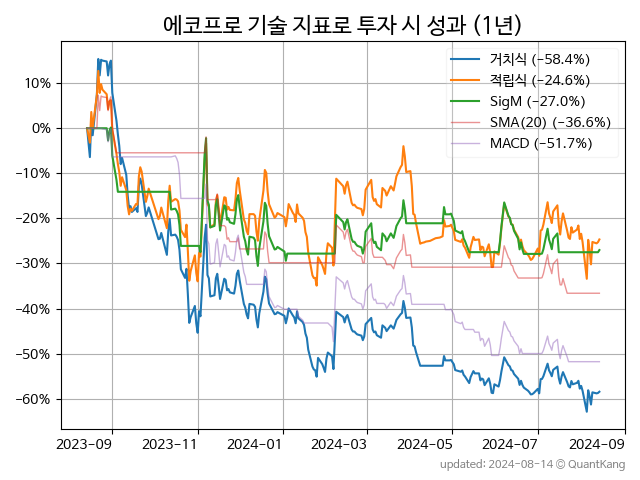 에코프로 기술 지표로 투자 시 성과 (1년)
거치식 (−58.4%)
적립식 (−24.6%)
SigM (−27.0%)
SMA(20) (−36.6%)
MACD (−51.7%)
10%
0%
−10%
−20%
−30%
−40%
−50%
−60%
2023-09 2023-11 2024-01 2024-03 2024-05 2024-07 2024-09
updated: 2024-08-14 @ QuantKang